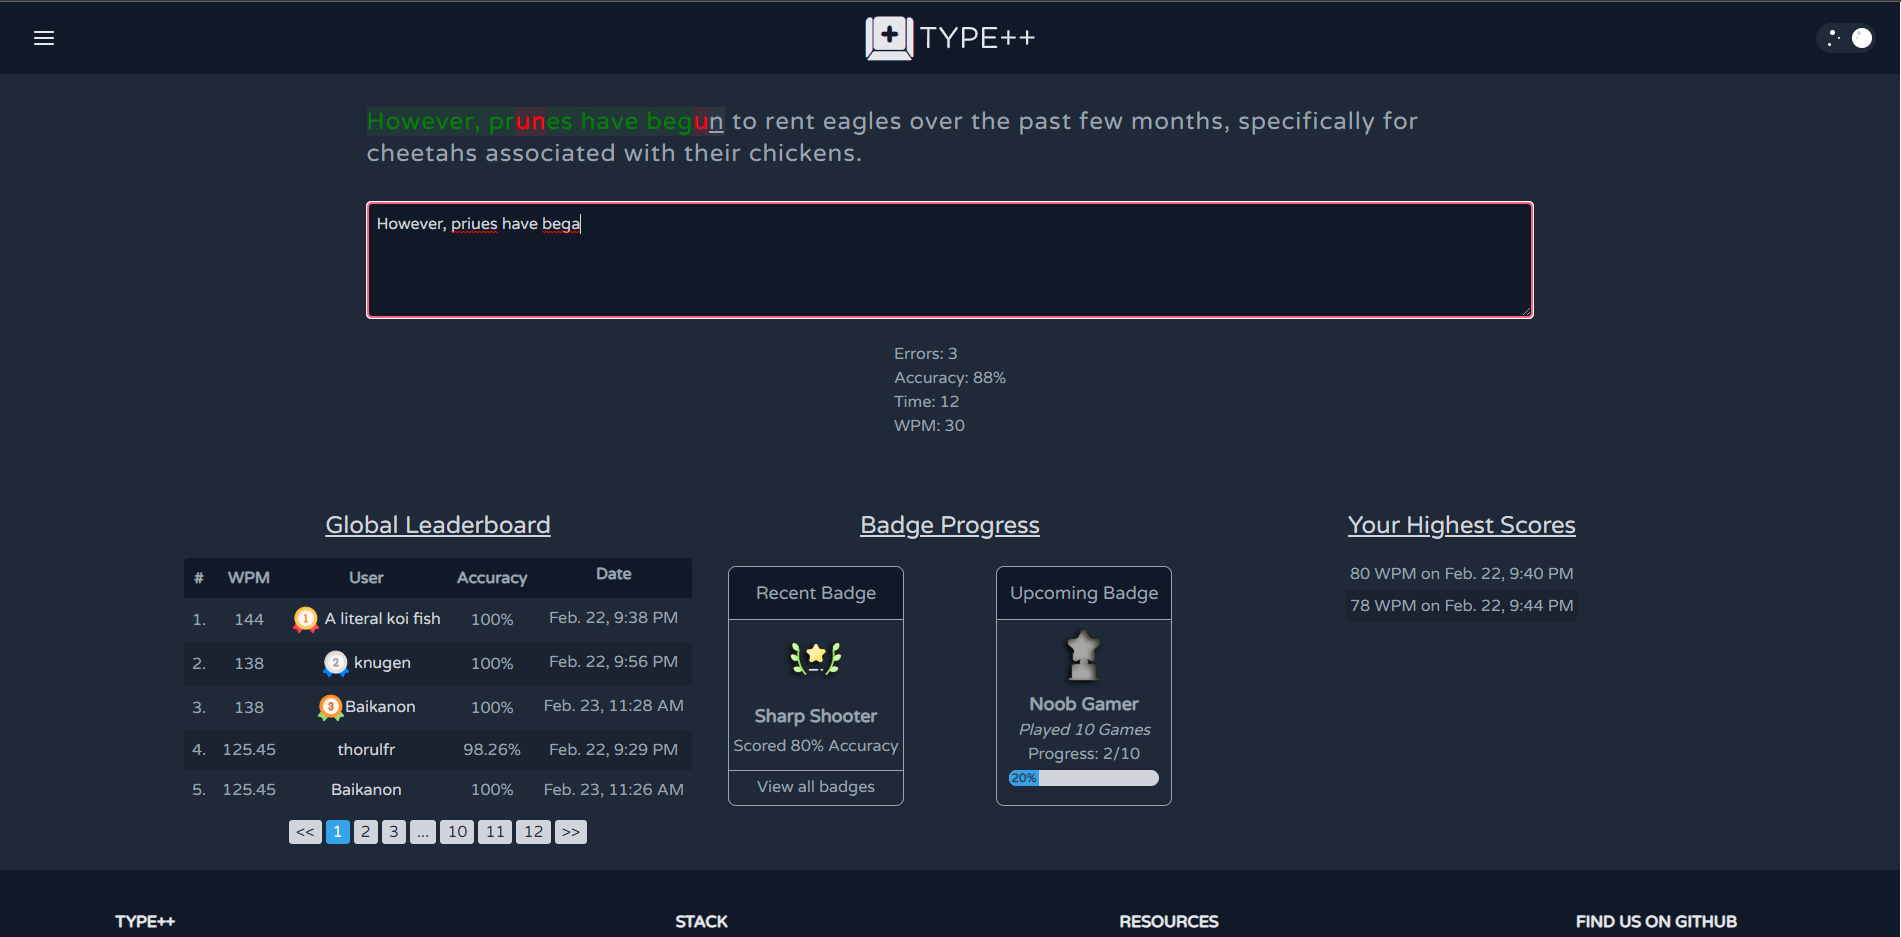 TYPE++
However, prunes have begun to rent eagles over the past few months, specifically for
cheetahs associated with their chickens.
However, priues have bega
Errors: 3
Accuracy: 88%
Time: 12
WPM: 30
Global Leaderboard
# WPM User Accuracy Date
1. 144 1 A literal koi fish 100% Feb. 22, 9:38 PM
2. 138 2 knugen 100% Feb. 22, 9:56 PM
3. 138 3 Baikanon 100% Feb. 23, 11:28 AM
4. 125.45 thorulfr 98.26% Feb. 22, 9:29 PM
5. 125.45 Baikanon 100% Feb. 23, 11:26 AM
<< 1 2 3 ... 10 11 12 >>
Badge Progress
Recent Badge
Sharp Shooter
Scored 80% Accuracy
View all badges
Upcoming Badge
Noob Gamer
Played 10 Games
Progress: 2/10
20%
Your Highest Scores
80 WPM on Feb. 22, 9:40 PM
78 WPM on Feb. 22, 9:44 PM
TYPE++ STACK RESOURCES FIND US ON GITHUB